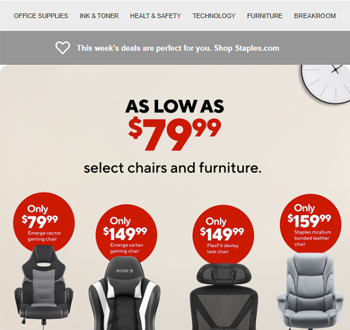 OFFICE SUPPLIES INK & TONER HEALT & SAFETY TECHNOLOGY FURNITURE BREAKROOM
This week's deals are perfect for you. Shop Staples.com
AS LOW AS
$79.99
select chairs and furniture.
Only
$79.99
Emerge vector
gaming chair
Only
$149.99
Emerge vartan
gaming chair
Only
$149.99
FlexFit dexley
task chair
Only
$159.99
Staples mcallum
bonded leather
chair